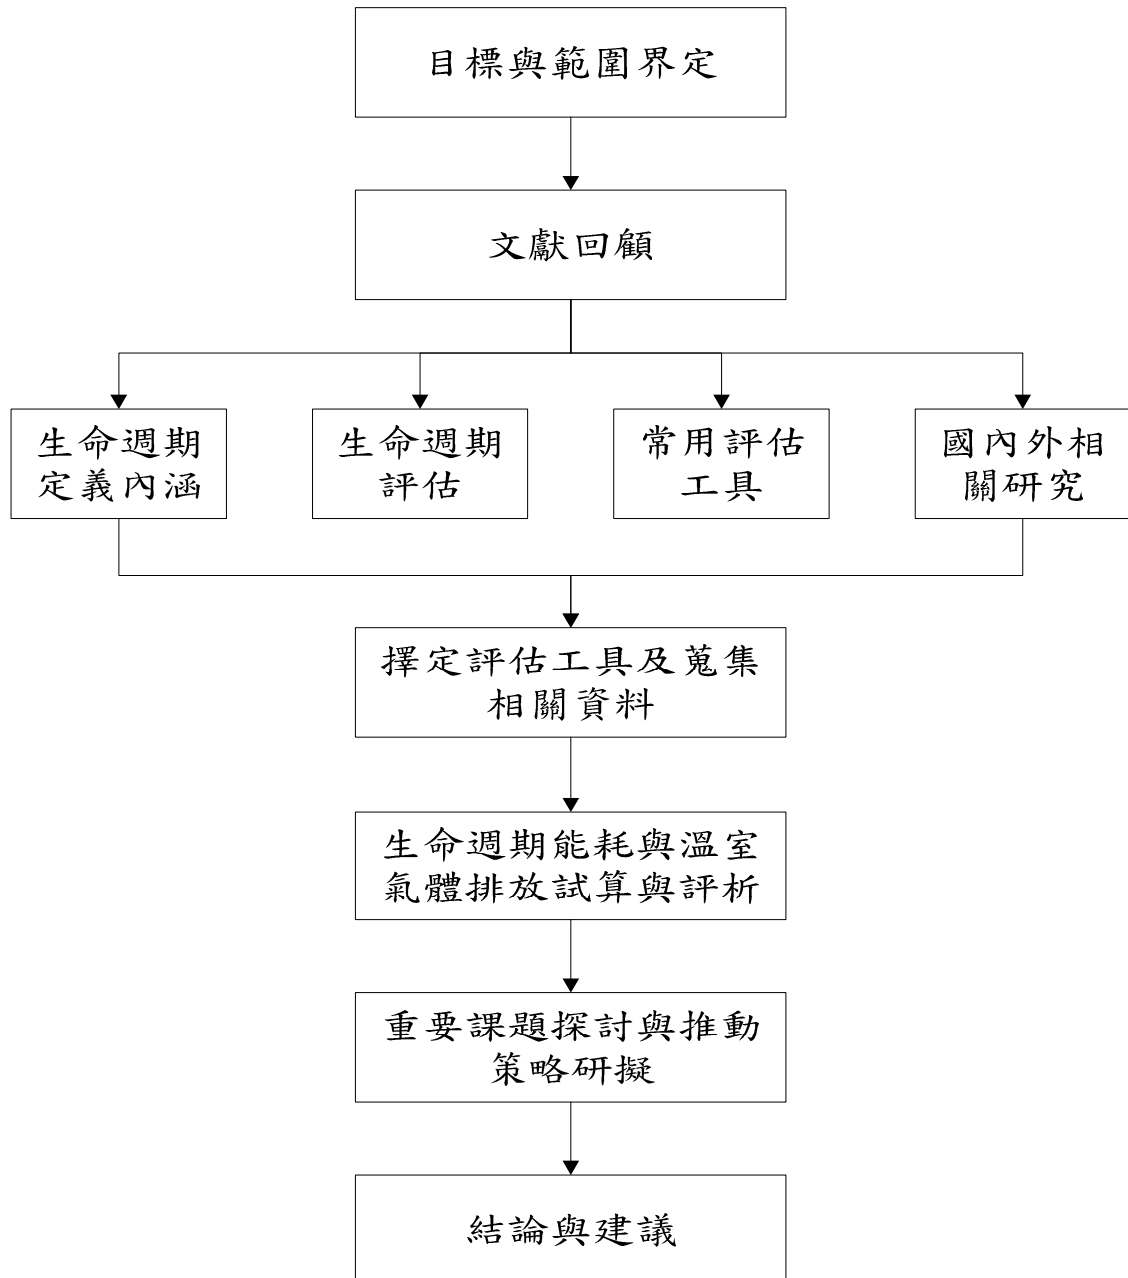 目標與範圍界定
文獻回顧
生命週期
定義內涵
生命週期
評估
常用評估
工具
國內外相
關研究
擇定評估工具及蒐集
相關資料
生命週期能耗與溫室
氣體排放試算與評析
重要課題探討與推動
策略研擬
結論與建議